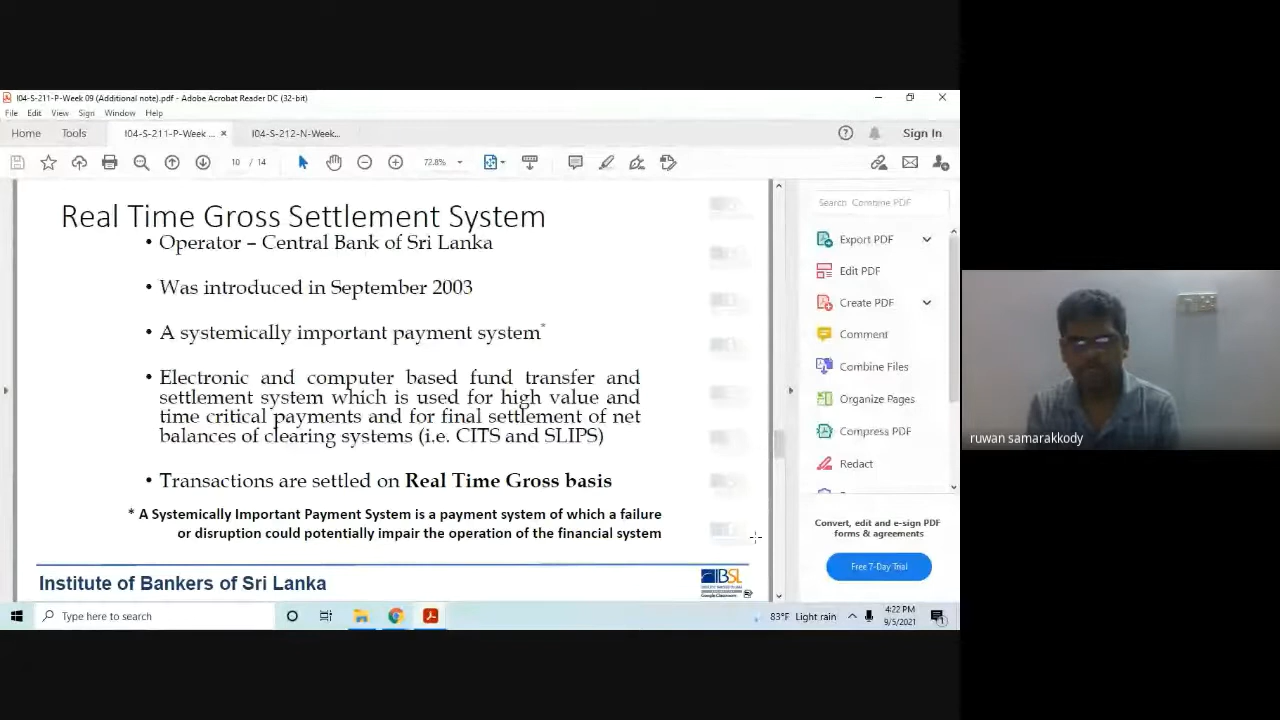 I04-S-211-P-Week 09 (Additional note).pdf - Adobe Acrobat Reader DC (32-bit)
File Edit View Sign Window Help
Home Tools I04-S-211-P-Week ... × I04-S-212-N-Week... Sign In
10 / 14 72.8%
Real Time Gross Settlement System
• Operator – Central Bank of Sri Lanka
• Was introduced in September 2003
• A systemically important payment system*
• Electronic and computer based fund transfer and
settlement system which is used for high value and
time critical payments and for final settlement of net
balances of clearing systems (i.e. CITS and SLIPS)
• Transactions are settled on Real Time Gross basis
* A Systemically Important Payment System is a payment system of which a failure
or disruption could potentially impair the operation of the financial system
Institute of Bankers of Sri Lanka
IBSL
Search Combine PDF
Export PDF
Edit PDF
Create PDF
Comment
Combine Files
Organize Pages
Compress PDF
Redact
Convert, edit and e-sign PDF
forms & agreements
Free 7-Day Trial
ruwan samarakkody
Type here to search
83°F Light rain
4:22 PM
9/5/2021